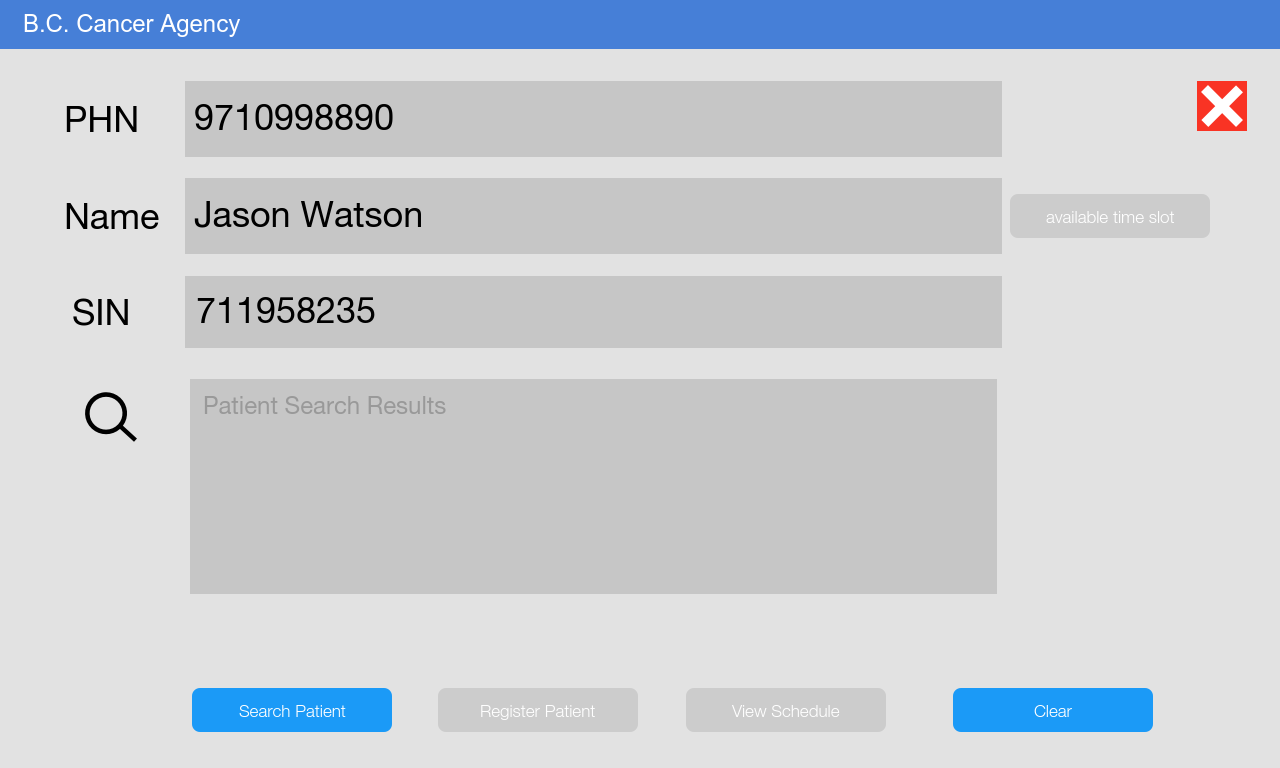 B.C. Cancer Agency
PHN 9710998890
Name Jason Watson
available time slot
SIN 711958235
Patient Search Results
Search Patient Register Patient View Schedule Clear